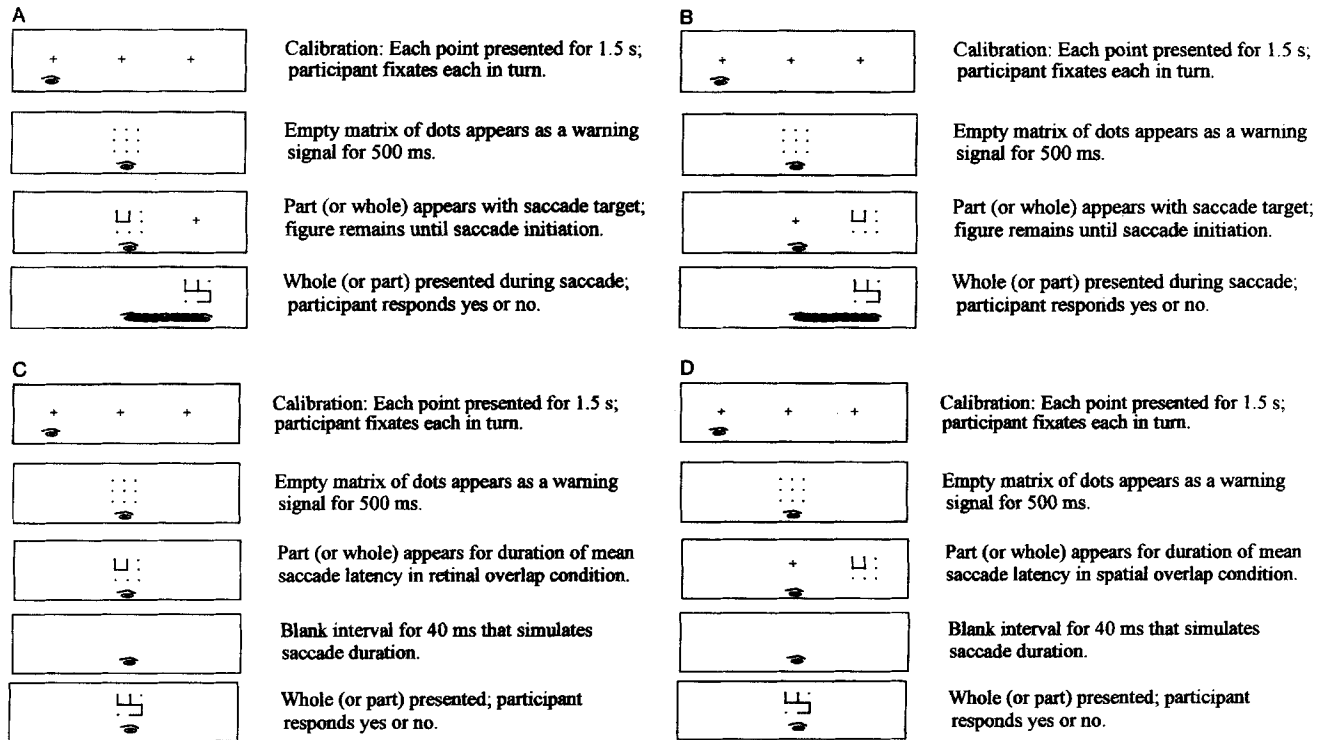 A
Calibration: Each point presented for 1.5 s;
participant fixates each in turn.
Empty matrix of dots appears as a warning
signal for 500 ms.
Part (or whole) appears with saccade target;
figure remains until saccade initiation.
Whole (or part) presented during saccade;
participant responds yes or no.
B
Calibration: Each point presented for 1.5 s;
participant fixates each in turn.
Empty matrix of dots appears as a warning
signal for 500 ms.
Part (or whole) appears with saccade target;
figure remains until saccade initiation.
Whole (or part) presented during saccade;
participant responds yes or no.
C
Calibration: Each point presented for 1.5 s;
participant fixates each in turn.
Empty matrix of dots appears as a warning
signal for 500 ms.
Part (or whole) appears for duration of mean
saccade latency in retinal overlap condition.
Blank interval for 40 ms that simulates
saccade duration.
Whole (or part) presented; participant
responds yes or no.
D
Calibration: Each point presented for 1.5 s;
participant fixates each in turn.
Empty matrix of dots appears as a warning
signal for 500 ms.
Part (or whole) appears for duration of mean
saccade latency in spatial overlap condition.
Blank interval for 40 ms that simulates
saccade duration.
Whole (or part) presented; participant
responds yes or no.